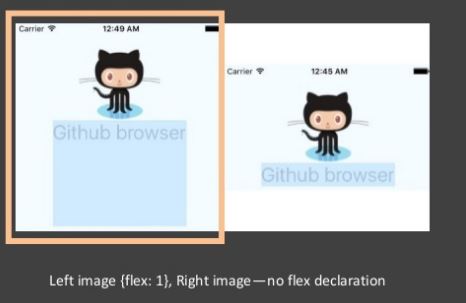 Carrier 12:49 AM
Github browser
Carrier 12:45 AM
Github browser
Left image {flex: 1}, Right image—no flex declaration